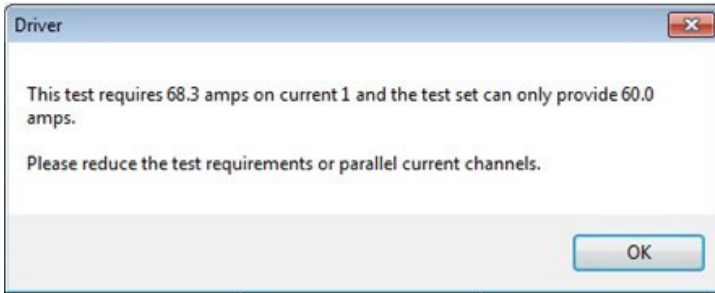 Driver
This test requires 68.3 amps on current 1 and the test set can only provide 60.0
amps.
Please reduce the test requirements or parallel current channels.
OK